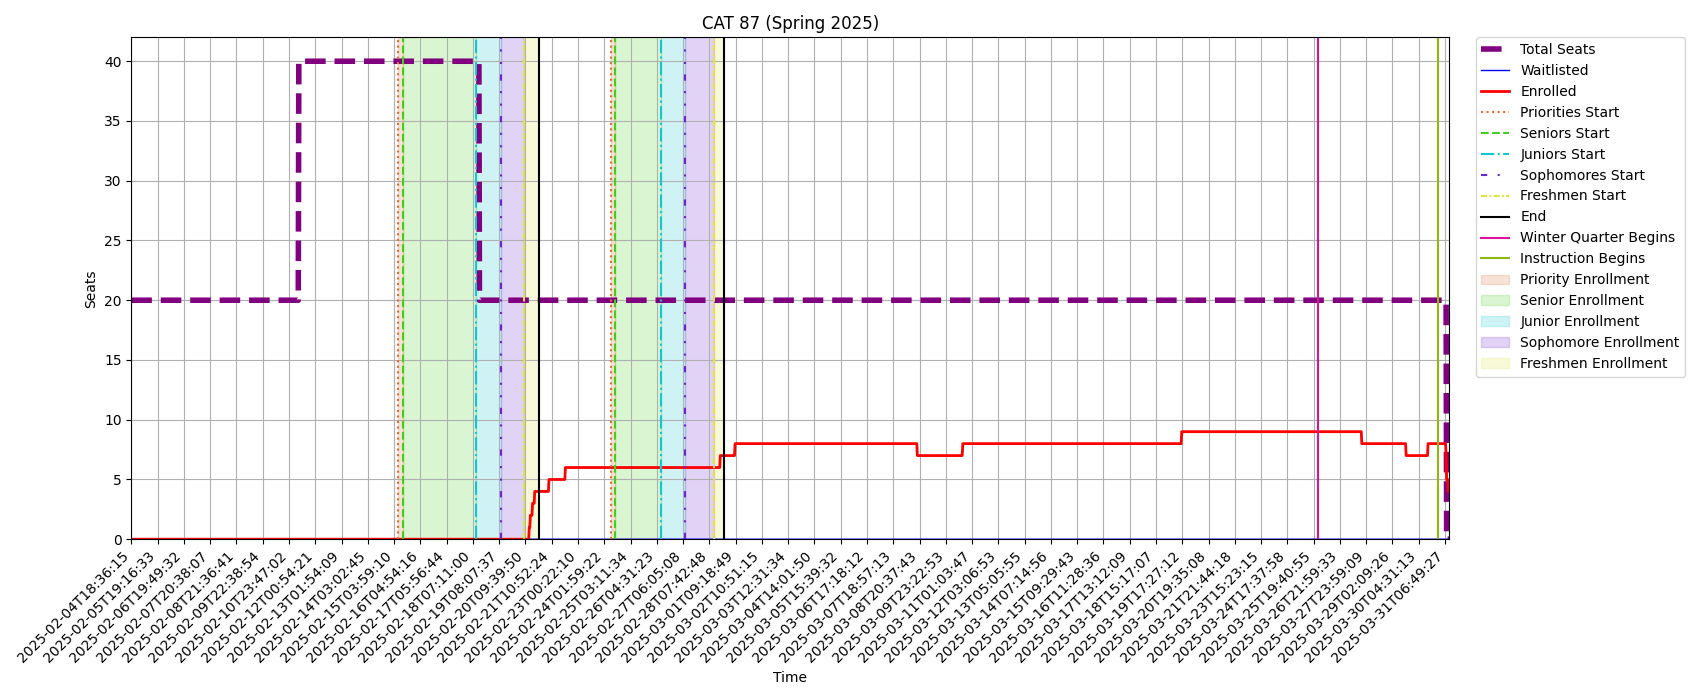 CAT 87 (Spring 2025)
Seats
40
35
30
25
20
15
10
5
0
2025-02-04T18:36:15
2025-02-05T19:16:33
2025-02-06T19:49:32
2025-02-07T20:38:07
2025-02-08T21:36:41
2025-02-09T22:38:54
2025-02-10T23:47:02
2025-02-12T00:54:21
2025-02-13T01:54:09
2025-02-14T03:02:45
2025-02-15T03:59:10
2025-02-16T04:54:16
2025-02-17T05:56:44
2025-02-18T07:11:00
2025-02-19T08:07:37
2025-02-20T09:39:50
2025-02-21T10:52:24
2025-02-23T00:22:10
2025-02-24T01:59:22
2025-02-25T03:11:34
2025-02-26T04:31:23
2025-02-27T06:05:08
2025-02-28T07:42:48
2025-03-01T09:18:49
2025-03-02T10:51:15
2025-03-03T12:31:34
2025-03-04T14:01:50
2025-03-05T15:39:32
2025-03-06T17:18:12
2025-03-07T18:57:13
2025-03-08T20:37:43
2025-03-09T23:22:53
2025-03-11T01:03:47
2025-03-12T03:06:53
2025-03-13T05:05:55
2025-03-14T07:14:56
2025-03-15T09:29:43
2025-03-16T11:28:36
2025-03-17T13:12:09
2025-03-18T15:17:07
2025-03-19T17:27:12
2025-03-20T19:35:08
2025-03-21T21:44:18
2025-03-23T15:23:15
2025-03-24T17:37:58
2025-03-25T19:40:55
2025-03-26T21:59:33
2025-03-27T23:59:09
2025-03-29T02:09:26
2025-03-30T04:31:13
2025-03-31T06:49:27
Time
Total Seats
Waitlisted
Enrolled
Priorities Start
Seniors Start
Juniors Start
Sophomores Start
Freshmen Start
End
Winter Quarter Begins
Instruction Begins
Priority Enrollment
Senior Enrollment
Junior Enrollment
Sophomore Enrollment
Freshmen Enrollment